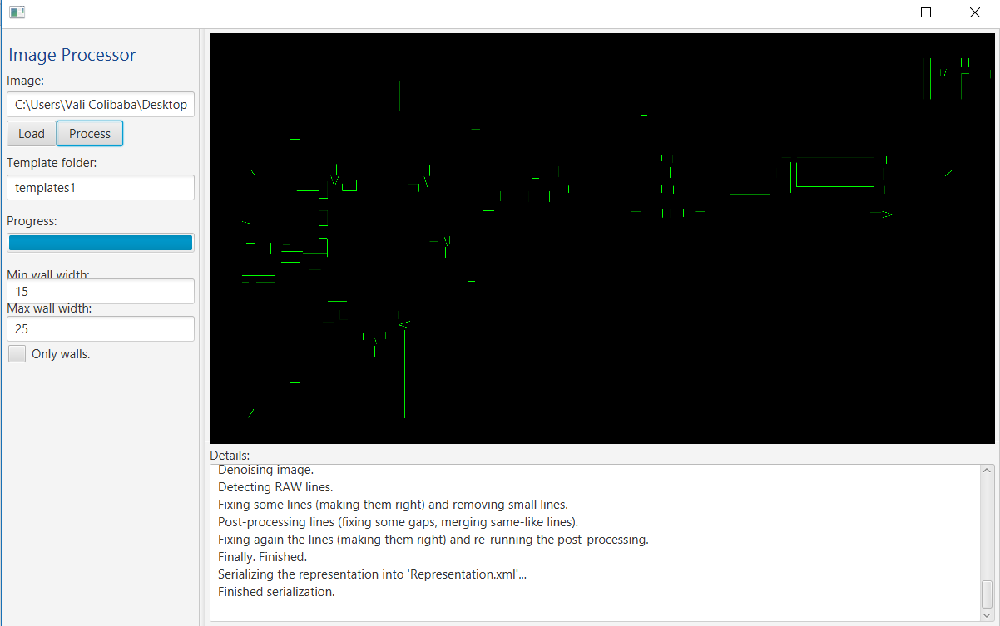 Image Processor
Image:
C:\Users\Vali Colibaba\Desktop
Load
Process
Template folder:
templates1
Progress:
Min wall width:
15
Max wall width:
25
Only walls.
Details:
Denoising image.
Detecting RAW lines.
Fixing some lines (making them right) and removing small lines.
Post-processing lines (fixing some gaps, merging same-like lines).
Fixing again the lines (making them right) and re-running the post-processing.
Finally. Finished.
Serializing the representation into 'Representation.xml'...
Finished serialization.